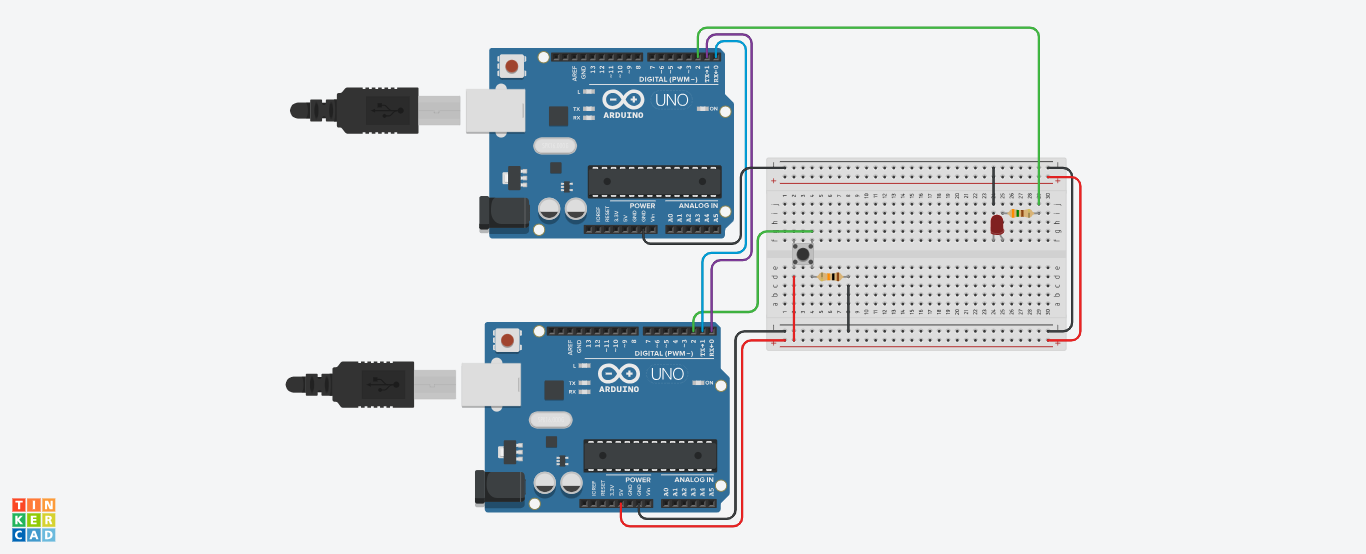 AREF
GND
13
12
~11
~10
~9
8
7
~6
~5
4
~3
2
TX→1
RX←0
DIGITAL (PWM~)
L
TX
RX
UNO
ON
ARDUINO
POWER
ANALOG IN
IOREF
RESET
3.3V
5V
GND
GND
Vin
A0
A1
A2
A3
A4
A5
AREF
GND
13
12
~11
~10
~9
8
7
~6
~5
4
~3
2
TX→1
RX←0
DIGITAL (PWM~)
L
TX
RX
UNO
ON
ARDUINO
POWER
ANALOG IN
IOREF
RESET
3.3V
5V
GND
GND
Vin
A0
A1
A2
A3
A4
A5
TIN
KER
CAD